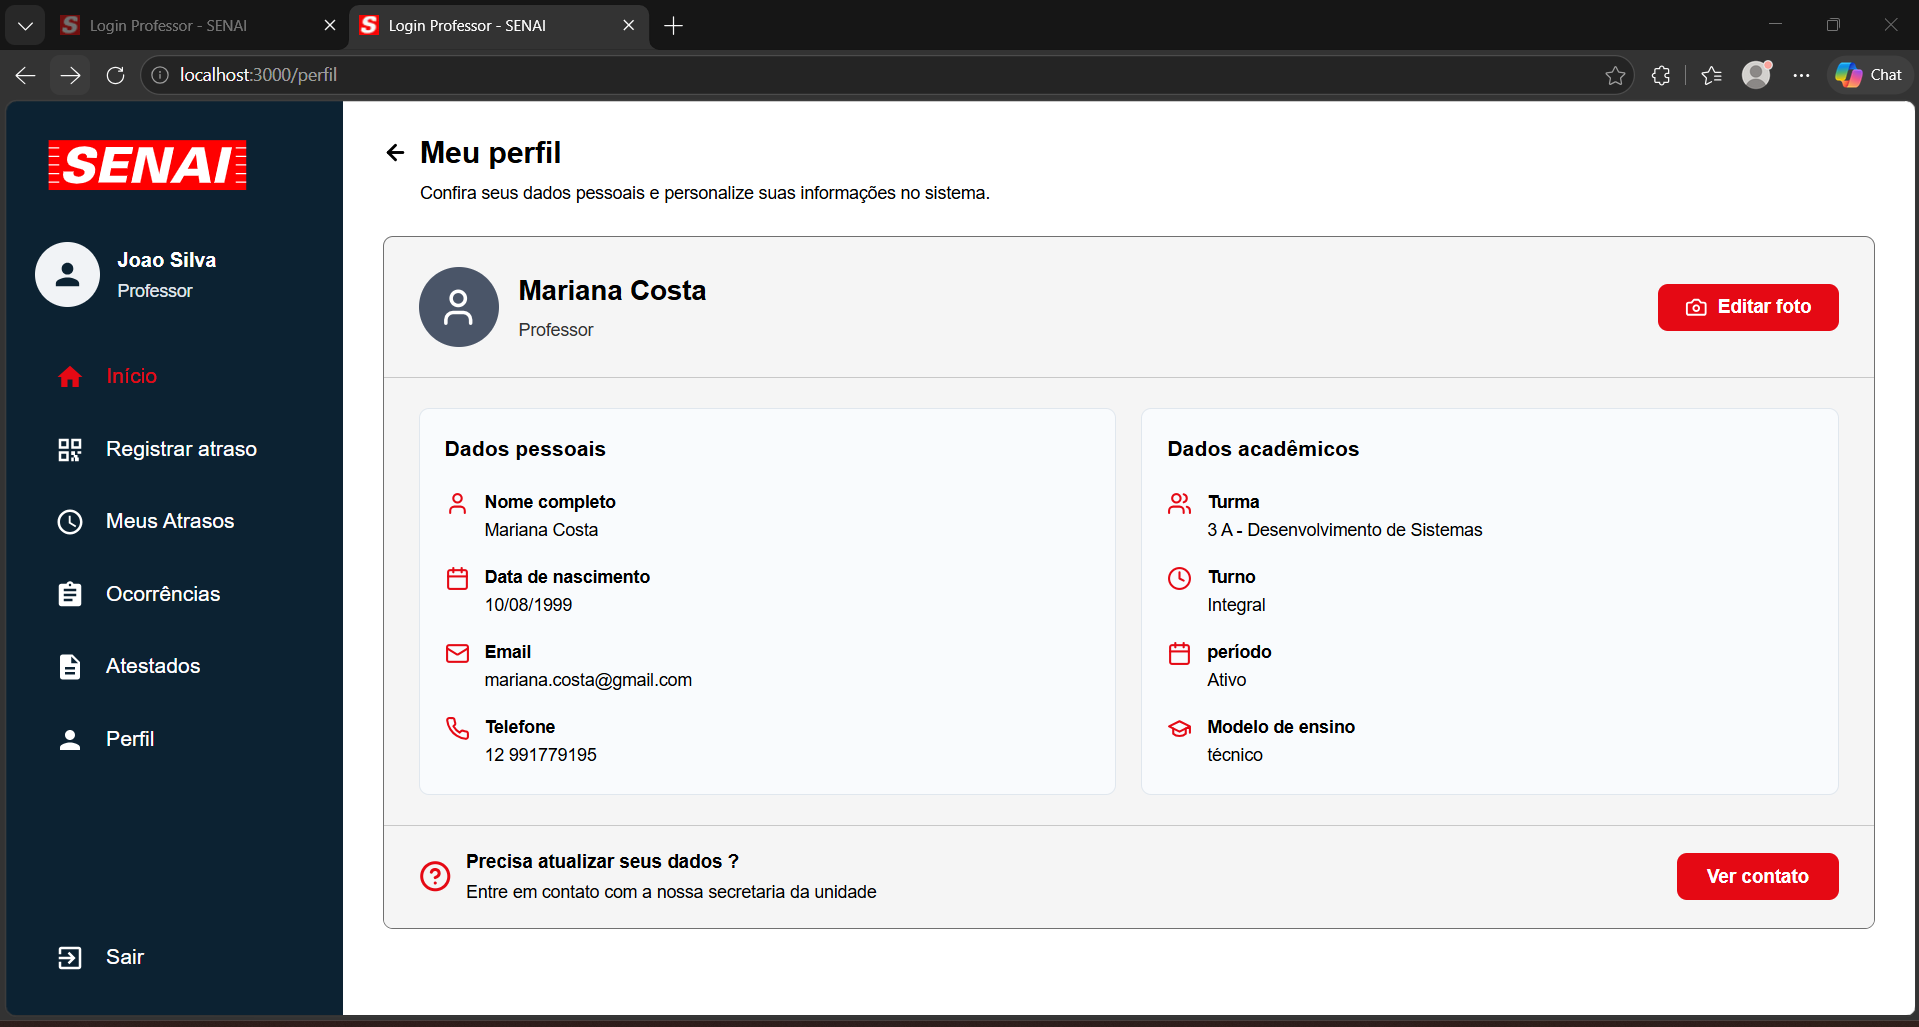 Login Professor - SENAI
Login Professor - SENAI
localhost:3000/perfil
Chat
SENAI
Joao Silva
Professor
Início
Registrar atraso
Meus Atrasos
Ocorrências
Atestados
Perfil
Sair
Meu perfil
Confira seus dados pessoais e personalize suas informações no sistema.
Mariana Costa
Professor
Editar foto
Dados pessoais
Nome completo
Mariana Costa
Data de nascimento
10/08/1999
Email
mariana.costa@gmail.com
Telefone
12 991779195
Dados acadêmicos
Turma
3 A - Desenvolvimento de Sistemas
Turno
Integral
período
Ativo
Modelo de ensino
técnico
Precisa atualizar seus dados ?
Entre em contato com a nossa secretaria da unidade
Ver contato